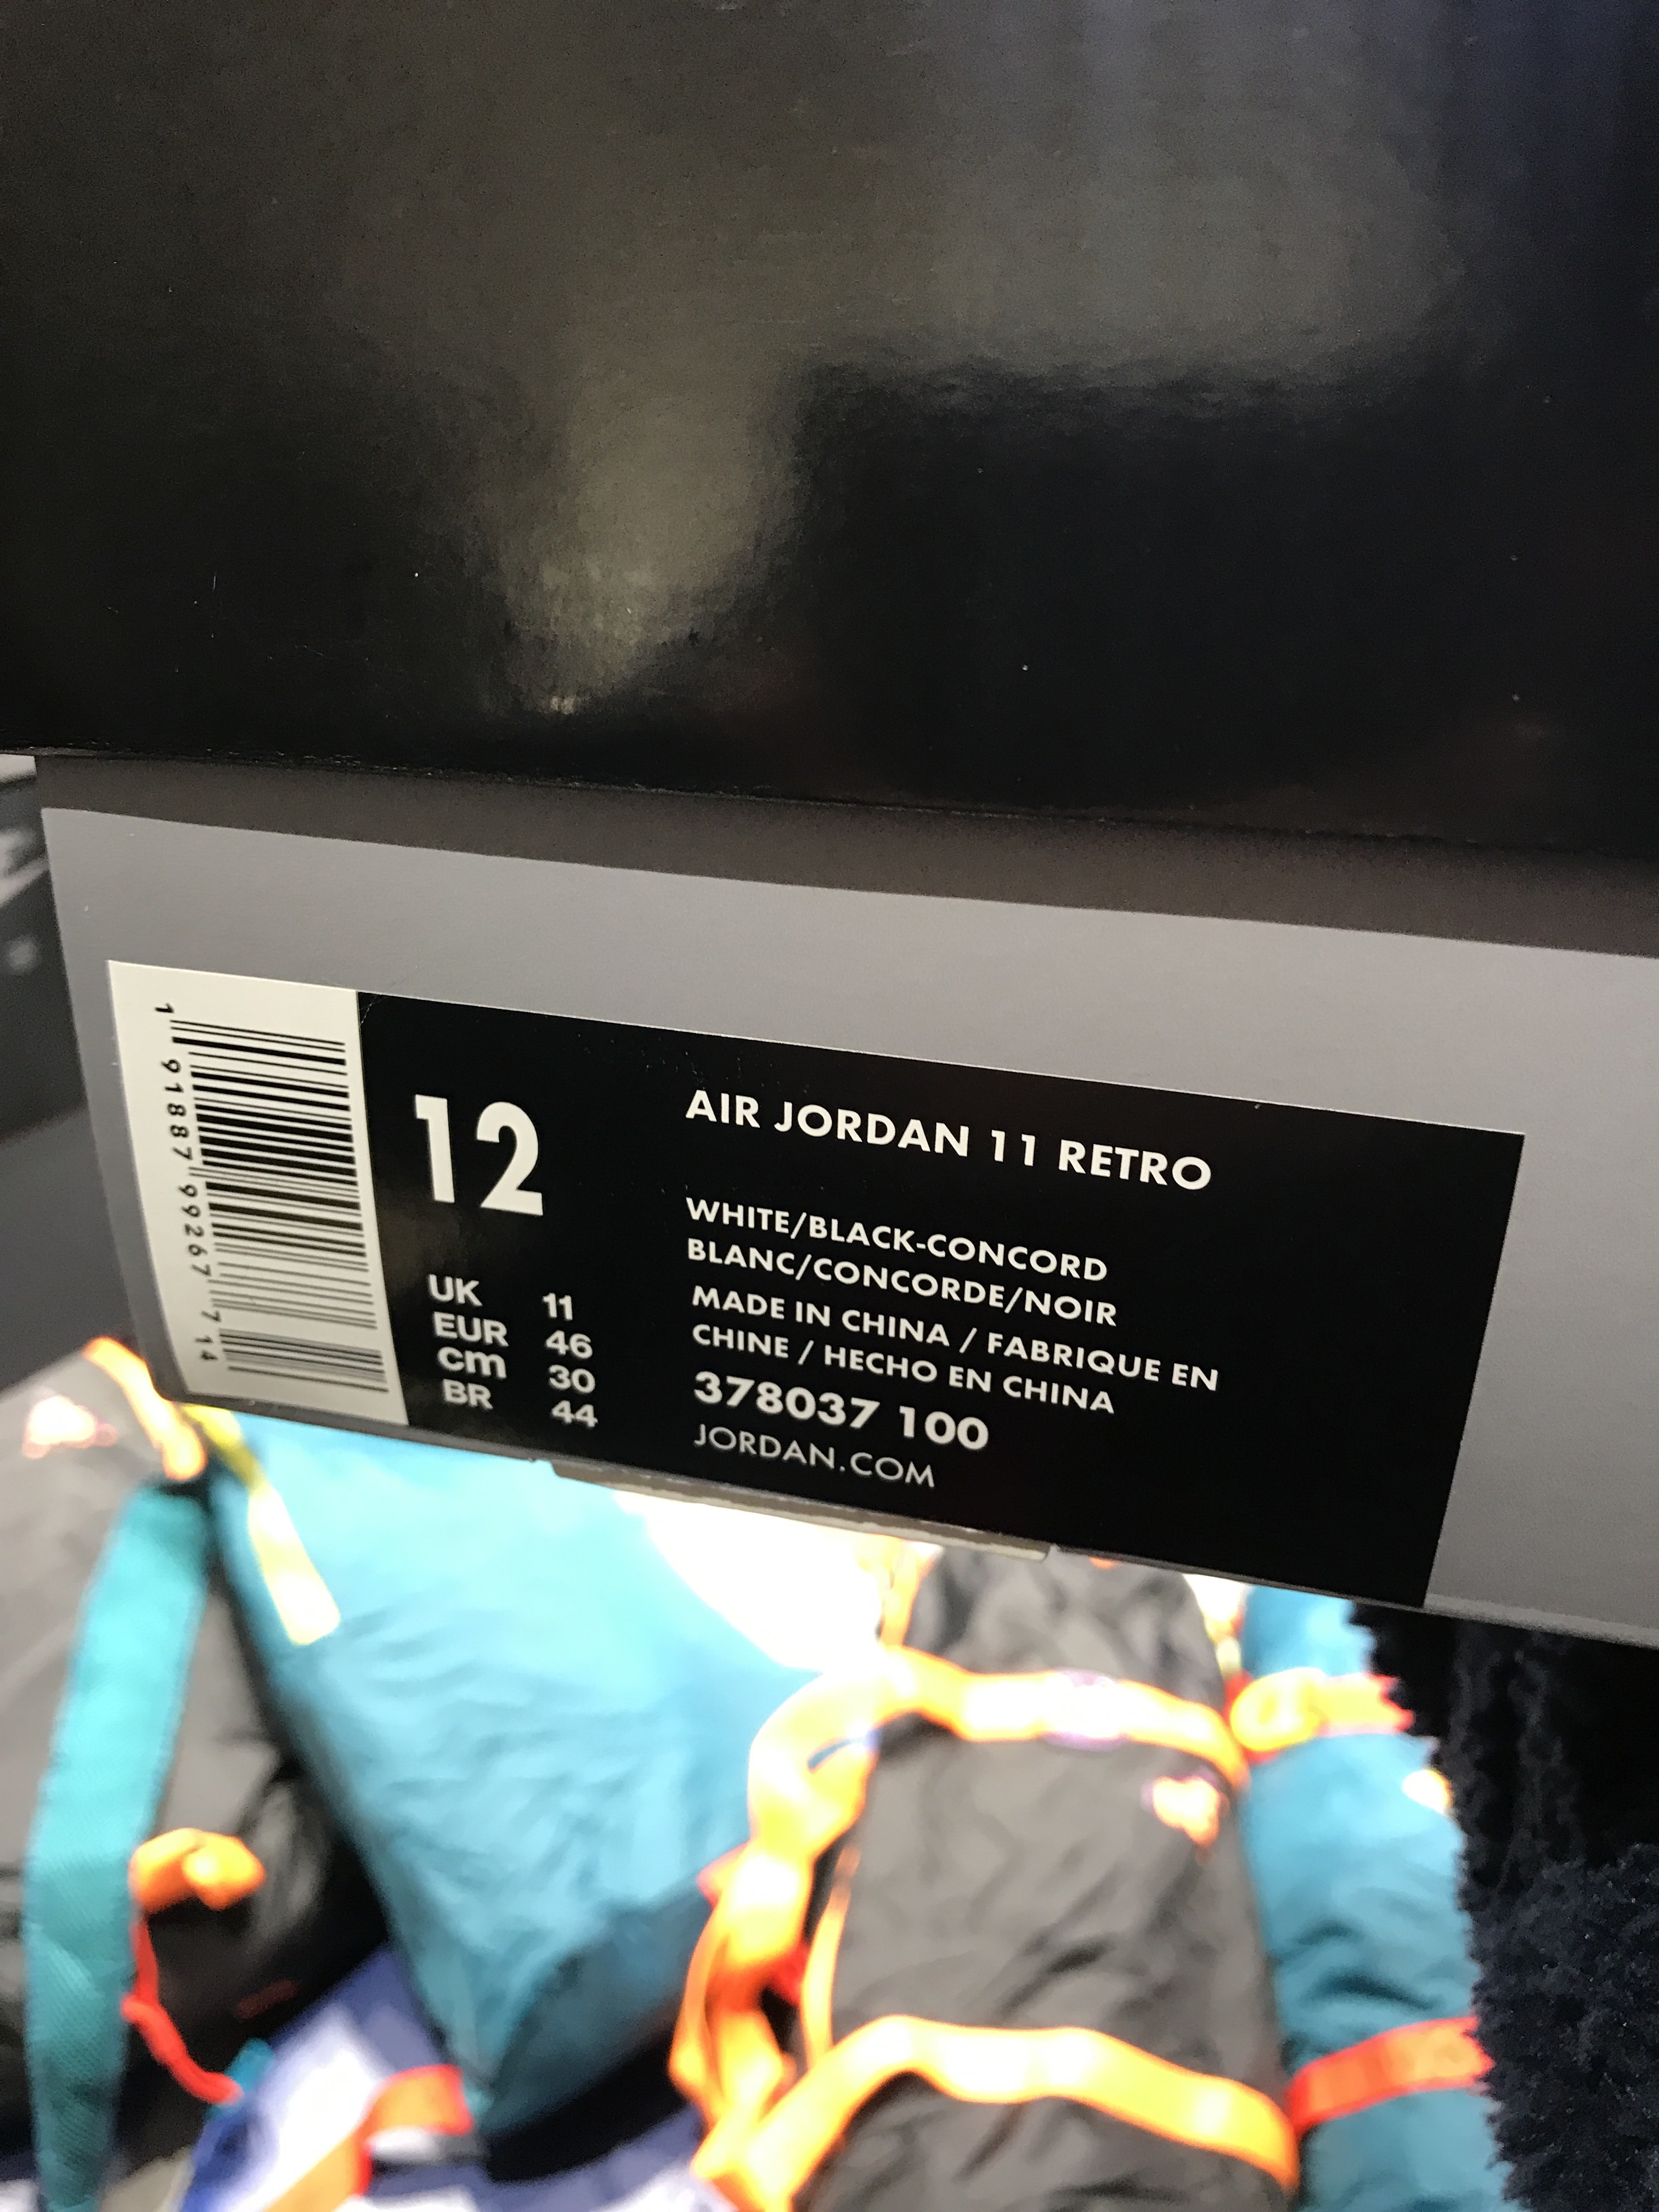 1 91887 99267 7 14
12
UK 11
EUR 46
cm 30
BR 44
AIR JORDAN 11 RETRO
WHITE/BLACK-CONCORD
BLANC/CONCORDE/NOIR
MADE IN CHINA / FABRIQUE EN
CHINE / HECHO EN CHINA
378037 100
JORDAN.COM